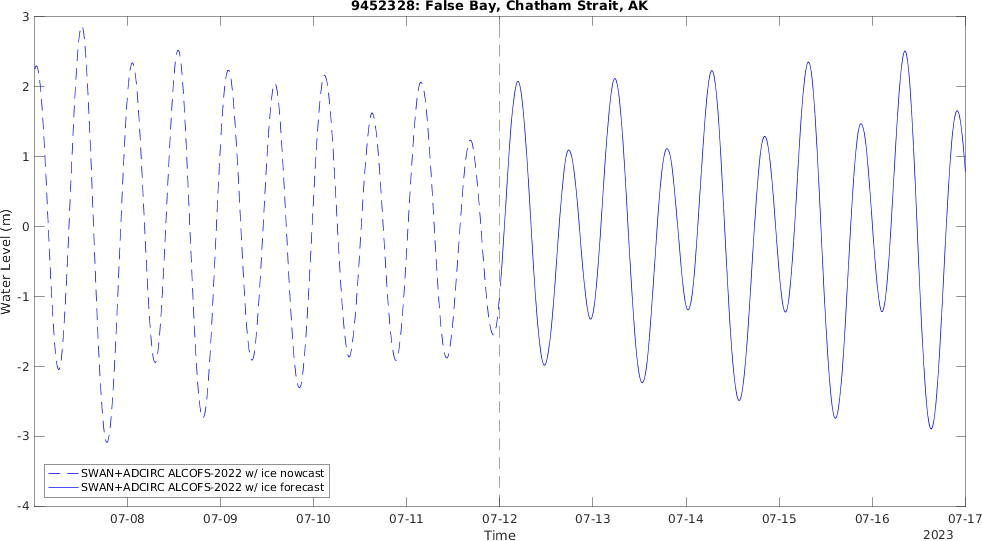 9452328: False Bay, Chatham Strait, AK
3
2
1
0
-1
-2
-3
-4
Water Level (m)
SWAN+ADCIRC ALCOFS-2022 w/ ice nowcast
SWAN+ADCIRC ALCOFS-2022 w/ ice forecast
07-08 07-09 07-10 07-11 07-12 07-13 07-14 07-15 07-16 07-17
Time
2023